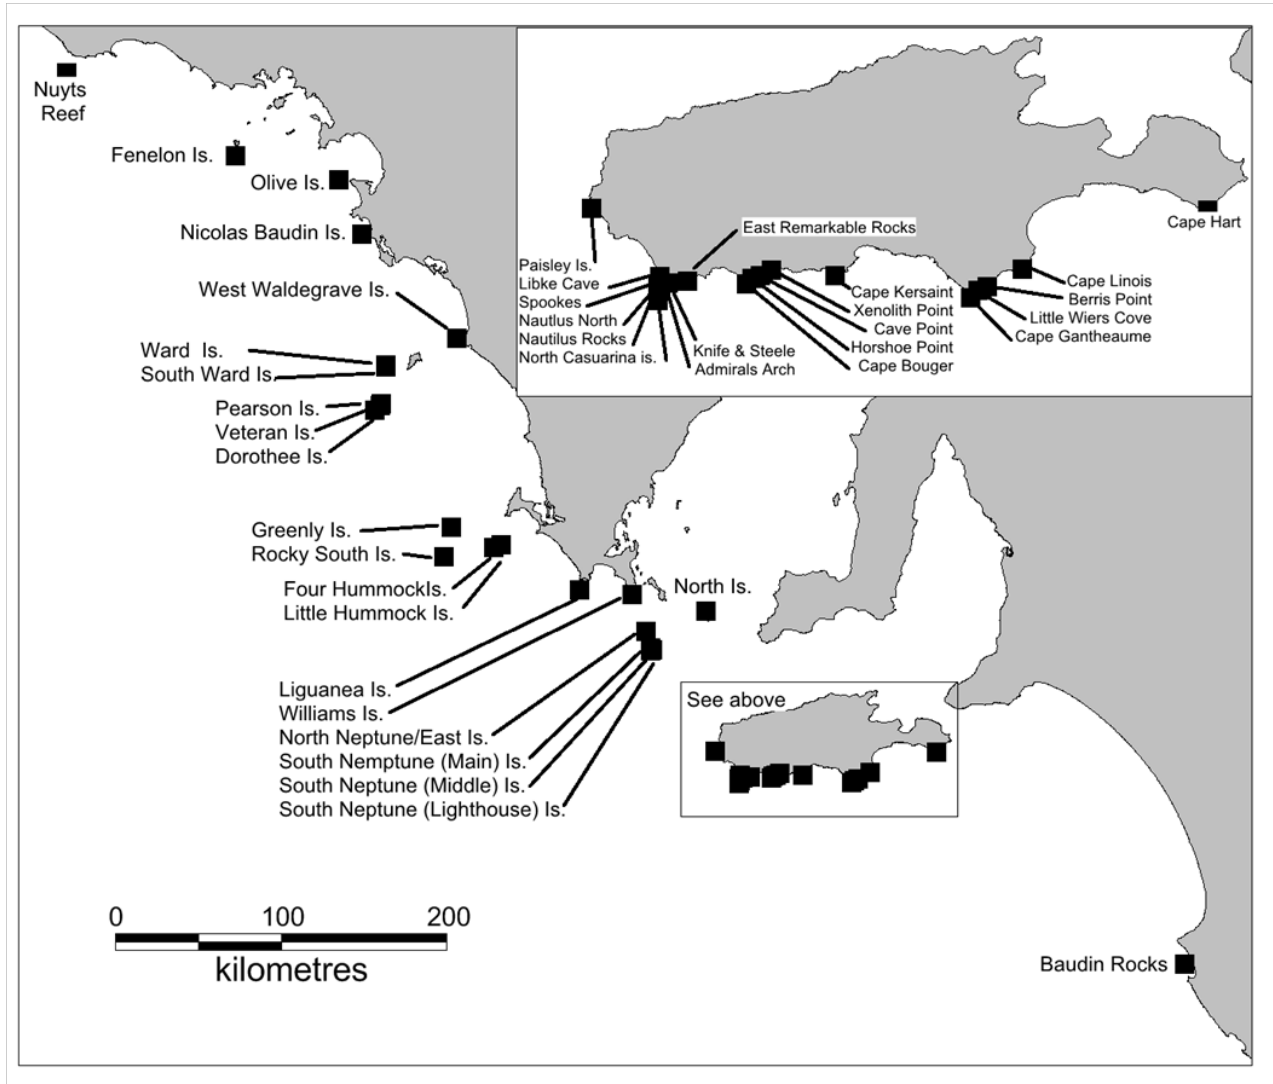 Nuyts
Reef
Fenelon Is.
Olive Is.
Nicolas Baudin Is.
West Waldegrave Is.
Ward  Is.
South Ward Is.
Pearson Is.
Veteran Is.
Dorothee Is.
Greenly Is.
Rocky South Is.
Four HummockIs.
Little Hummock Is.
Liguanea Is.
Williams Is.
North Neptune/East Is.
South Nemptune (Main) Is.
South Neptune (Middle) Is.
South Neptune (Lighthouse) Is.
North Is.
See above
East Remarkable Rocks
Cape Hart
Paisley Is.
Libke Cave
Spookes
Nautlus North
Nautilus Rocks
North Casuarina is.
Knife & Steele
Admirals Arch
Cape Kersaint
Xenolith Point
Cave Point
Horshoe Point
Cape Bouger
Cape Linois
Berris Point
Little Wiers Cove
Cape Gantheaume
Baudin Rocks
0 100 200
kilometres